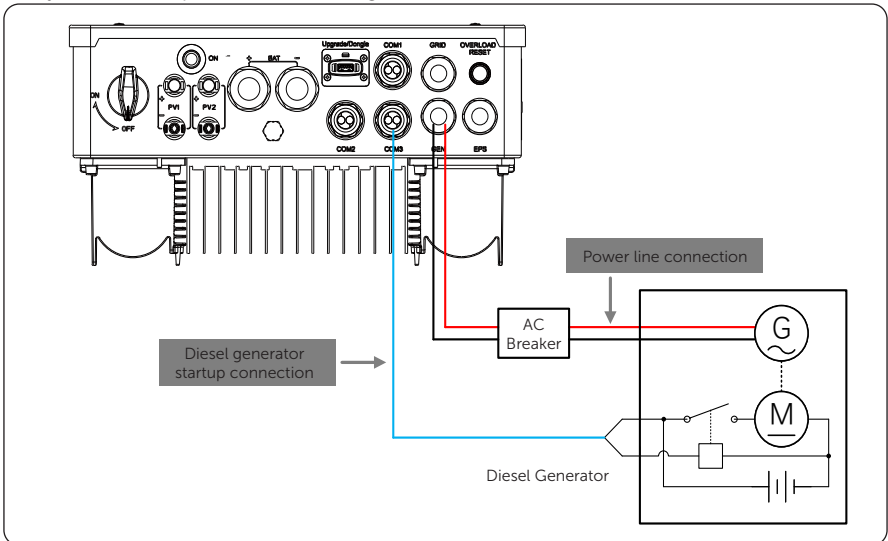 Upgrade/Dongle COM1 GRID OVERLOAD
RESET
ON
+ BAT −
ON
OFF
+ PV1 −
+ PV2 −
COM2 COM3 GEN EPS
Power line connection
AC
Breaker
G
Diesel generator
startup connection
M
Diesel Generator